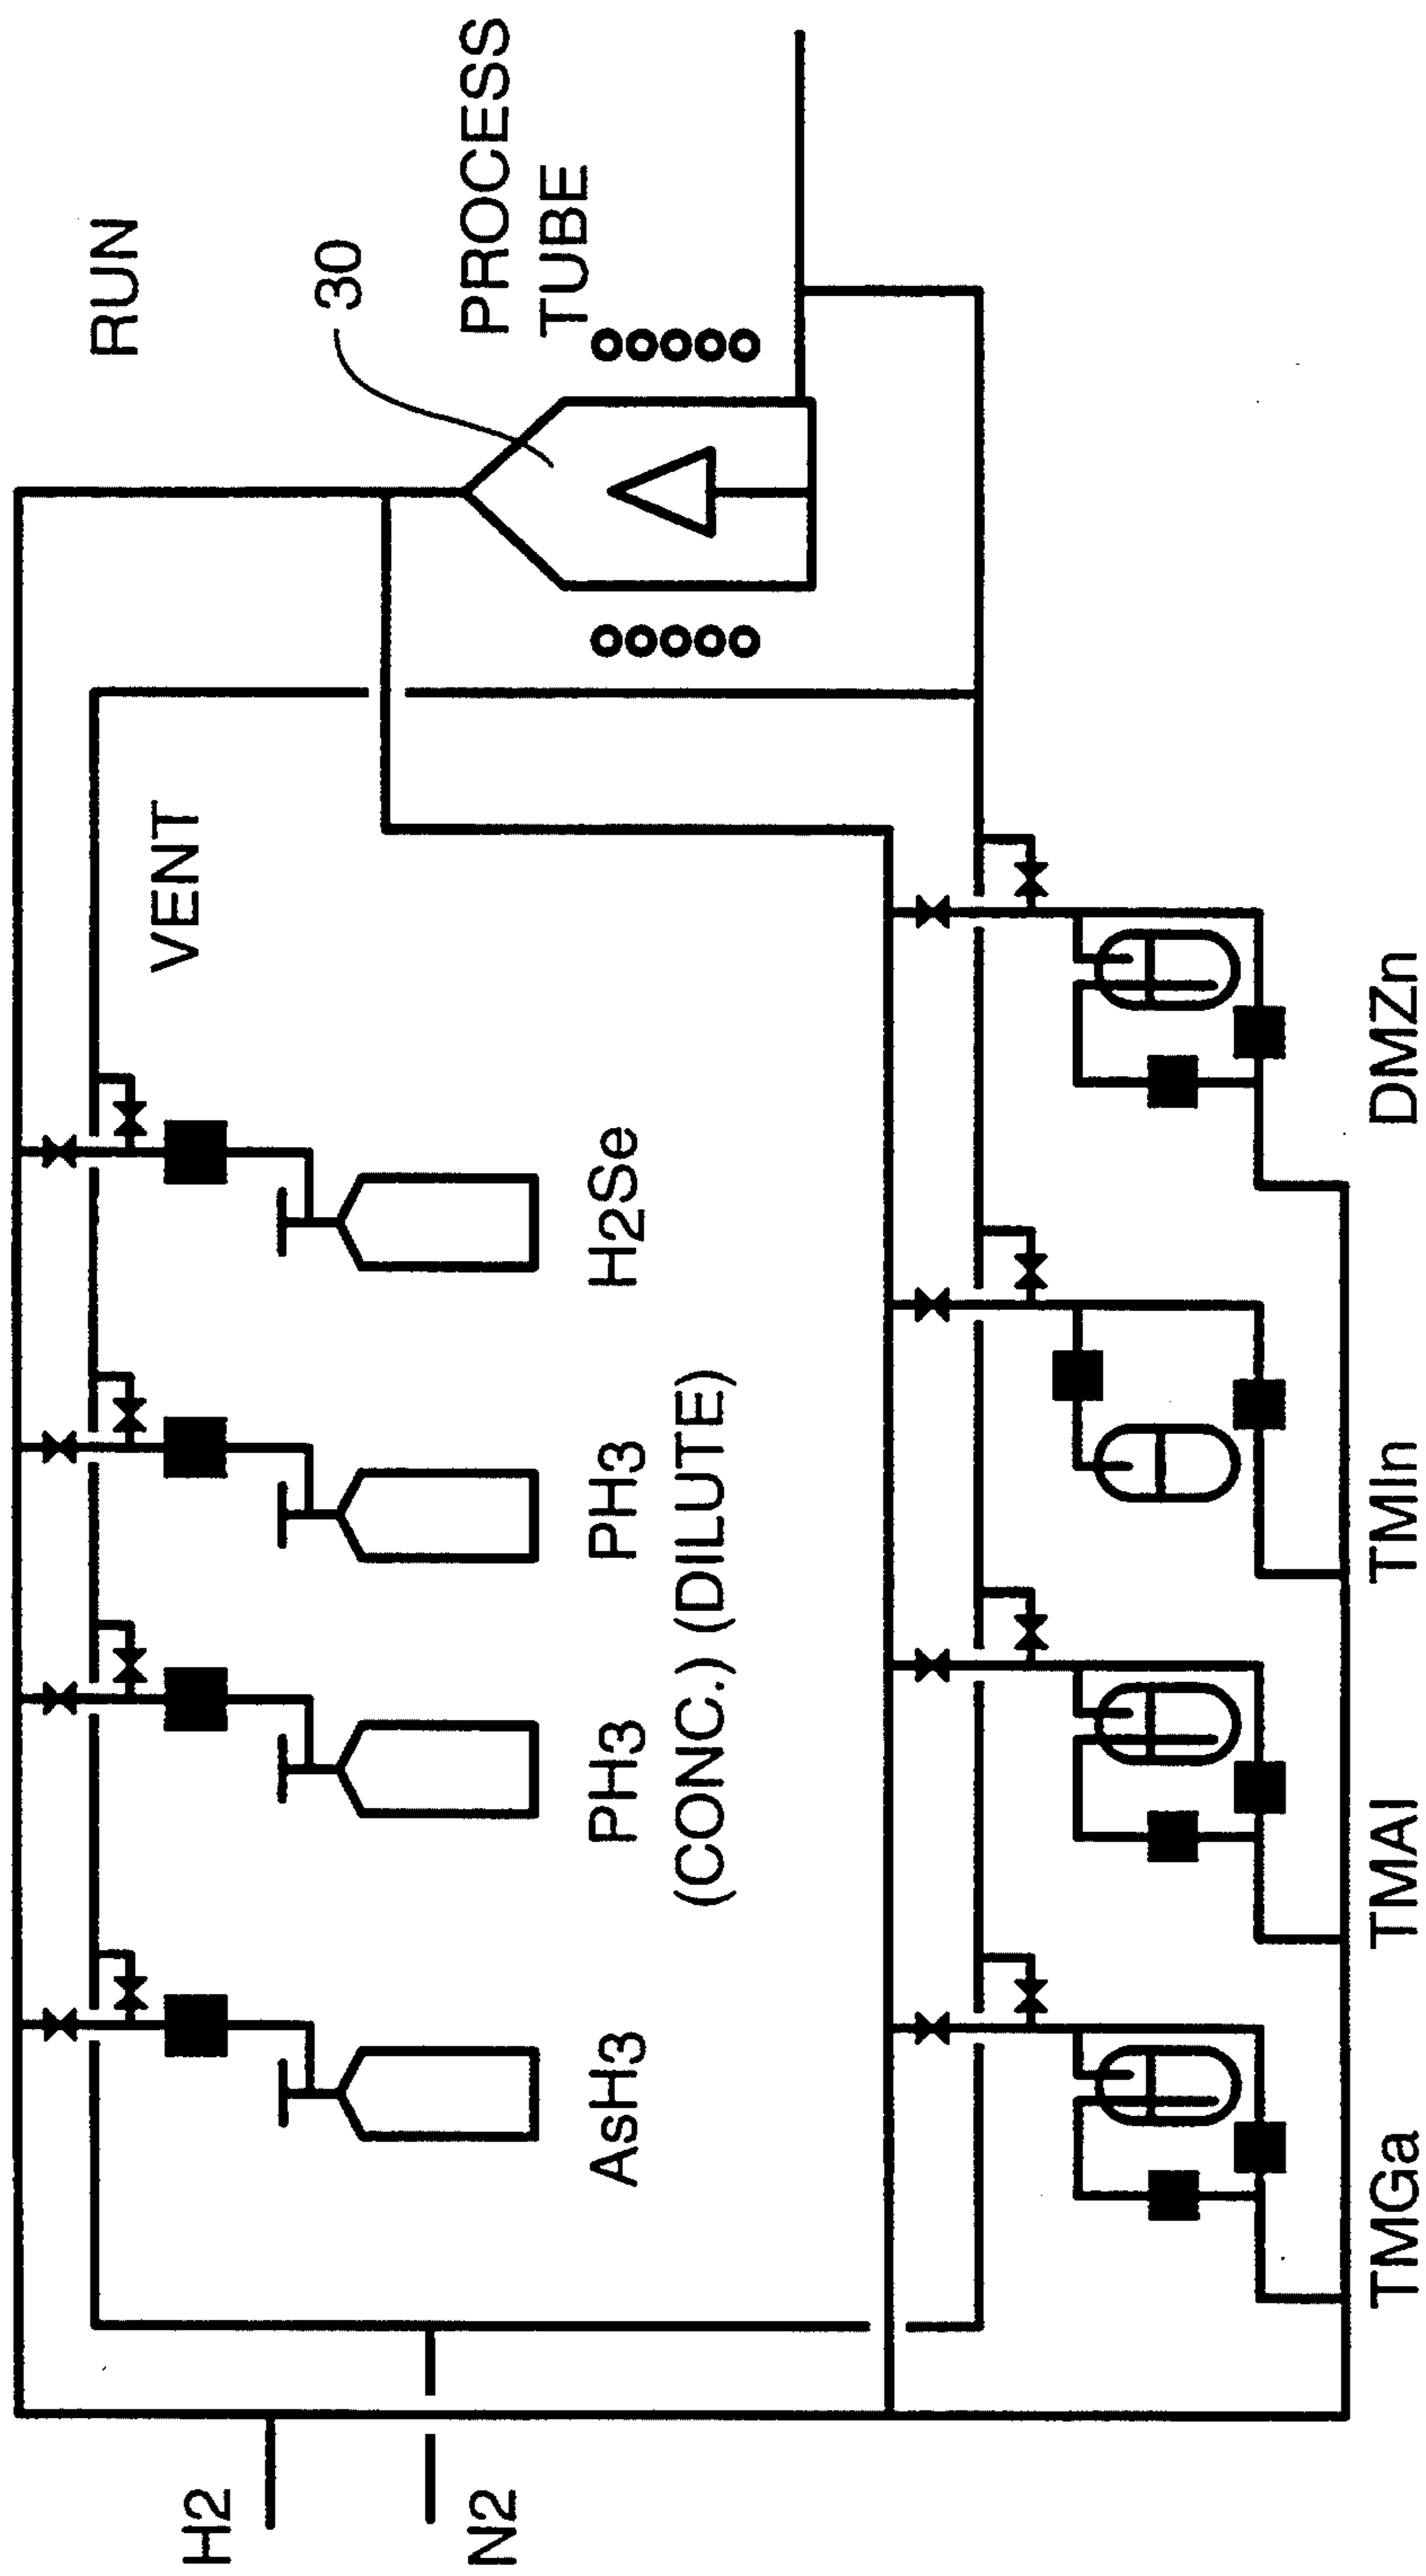 RUN
VENT
30
PROCESS
TUBE
H2
N2
AsH3
PH3
PH3
H2Se
(CONC.) (DILUTE)
TMGa
TMAl
TMIn
DMZn